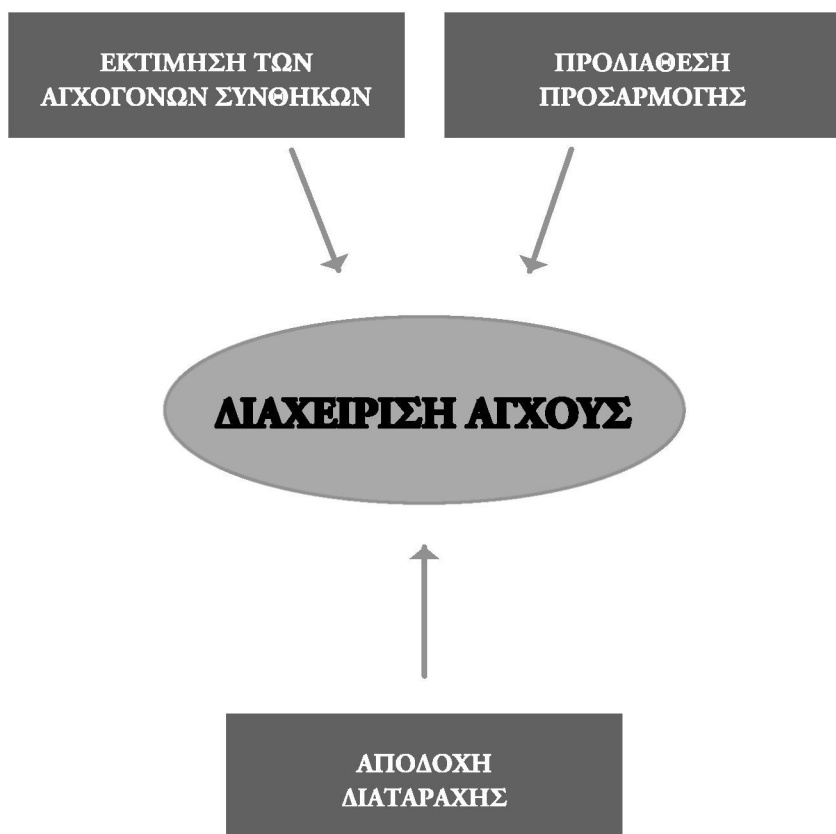 ΕΚΤΙΜΗΣΗ ΤΩΝ
ΑΓΧΟΓΟΝΩΝ ΣΥΝΘΗΚΩΝ
ΠΡΟΔΙΑΘΕΣΗ
ΠΡΟΣΑΡΜΟΓΗΣ
ΔΙΑΧΕΙΡΙΣΗ ΑΓΧΟΥΣ
ΑΠΟΔΟΧΗ
ΔΙΑΤΑΡΑΧΗΣ